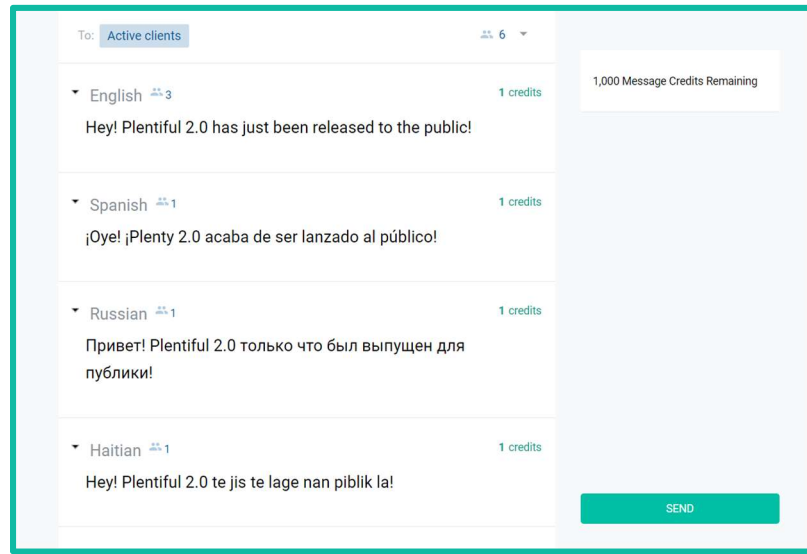 To: Active clients 6
English 3 1 credits
Hey! Plentiful 2.0 has just been released to the public!
Spanish 1 1 credits
¡Oye! ¡Plenty 2.0 acaba de ser lanzado al público!
Russian 1 1 credits
Привет! Plentiful 2.0 только что был выпущен для
публики!
Haitian 1 1 credits
Hey! Plentiful 2.0 te jis te lage nan piblik la!
1,000 Message Credits Remaining
SEND